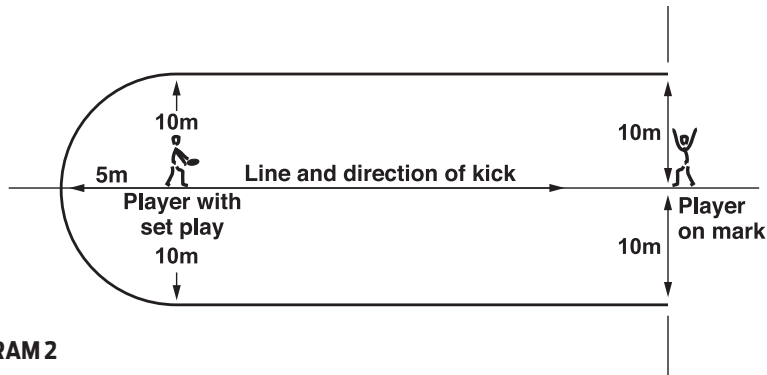 10m
10m
5m
Line and direction of kick
Player with
set play
Player
on mark
10m
10m
RAM 2